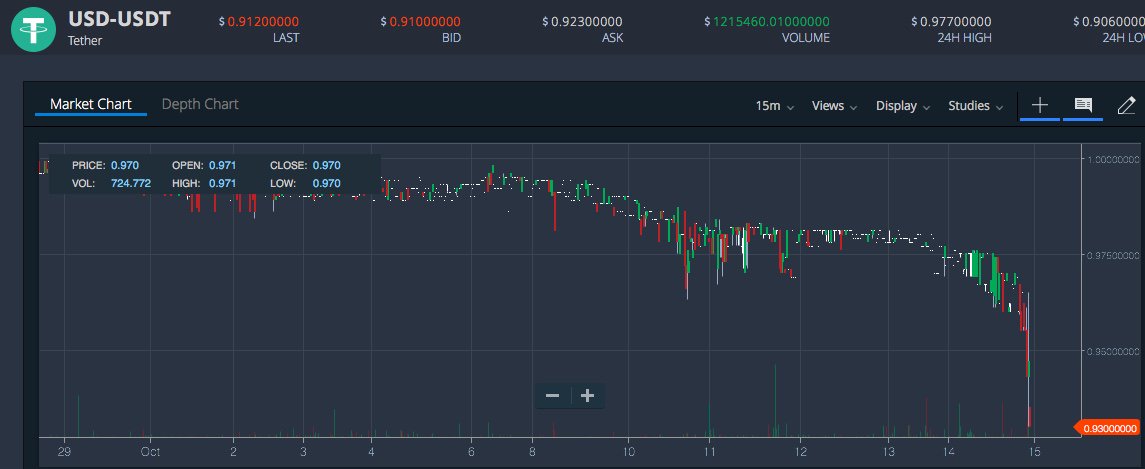 USD-USDT
Tether
$ 0.91200000
LAST
$ 0.91000000
BID
$ 0.92300000
ASK
$ 1215460.01000000
VOLUME
$ 0.97700000
24H HIGH
$ 0.9060000
24H LO
Market Chart
Depth Chart
15m
Views
Display
Studies
PRICE: 0.970 OPEN: 0.971 CLOSE: 0.970
VOL: 724.772 HIGH: 0.971 LOW: 0.970
1.00000000
0.97500000
0.95000000
0.93000000
29 Oct 2 3 4 6 8 10 11 12 13 14 15